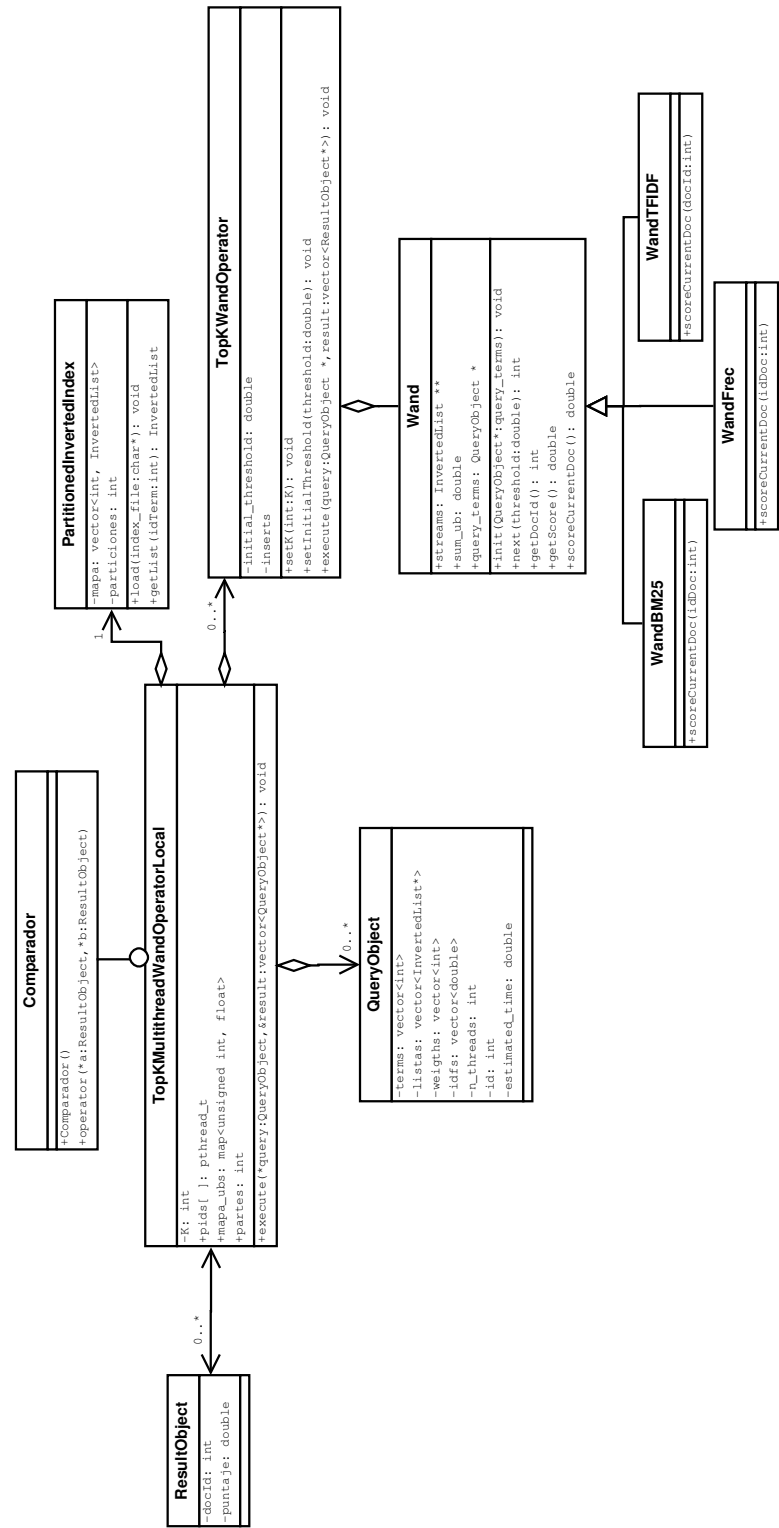 Comparador
+Comparador()
+operator(*a:ResultObject,*b:ResultObject)
ResultObject
-docId: int
-puntaje: double
0..*
TopKMultithreadWandOperatorLocal
-K: int
+pids[ ]: pthread_t
+mapa_ubs: map<unsigned int, float>
+partes: int
+execute(*query:QueryObject,&result:vector<QueryObject*>): void
1
PartitionedInvertedIndex
-mapa: vector<int, InvertedList>
-particiones: int
+load(index_file:char*): void
+getList(idTerm:int): InvertedList
0..*
TopKWandOperator
-initial_threshold: double
-inserts
+setK(int:K): void
+setInitialThreshold(threshold:double): void
+execute(query:QueryObject *,result:vector<ResultObject*>): void
0..*
QueryObject
-terms: vector<int>
-listas: vector<InvertedList*>
-weigths: vector<int>
-idfs: vector<double>
-n_threads: int
-id: int
-estimated_time: double
Wand
+streams: InvertedList **
+sum_ub: double
+query_terms: QueryObject *
+init(QueryObject*:query_terms): void
+next(threshold:double): int
+getDocId(): int
+getScore(): double
+scoreCurrentDoc(): double
WandBM25
+scoreCurrentDoc(idDoc:int)
WandFrec
+scoreCurrentDoc(idDoc:int)
WandTFIDF
+scoreCurrentDoc(docId:int)